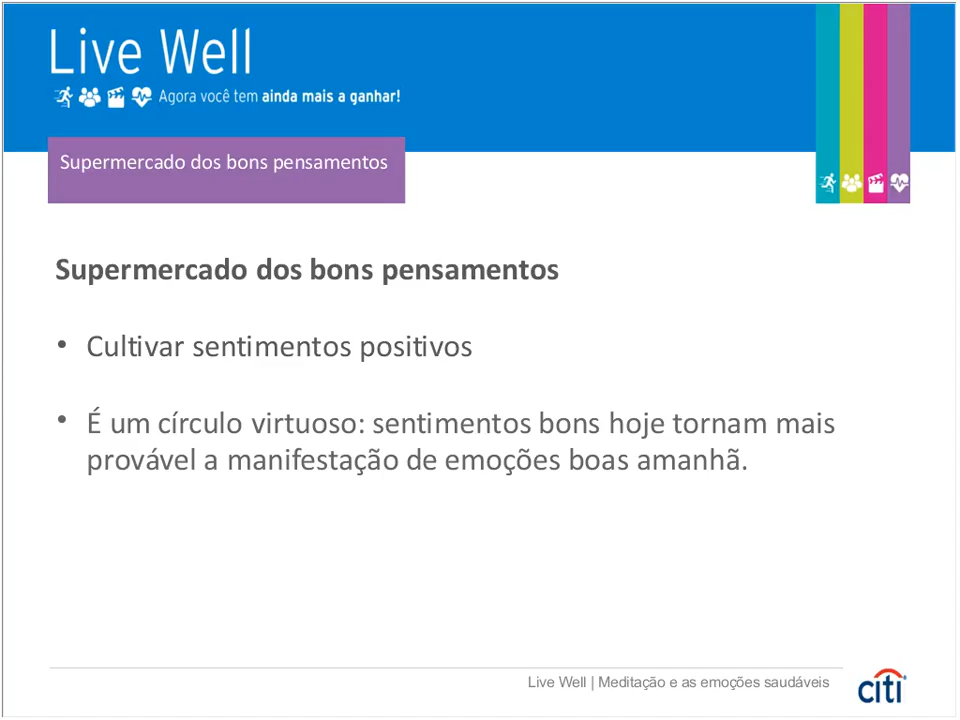 Live Well
Agora você tem ainda mais a ganhar!
Supermercado dos bons pensamentos
Supermercado dos bons pensamentos
• Cultivar sentimentos positivos
• É um círculo virtuoso: sentimentos bons hoje tornam mais
provável a manifestação de emoções boas amanhã.
Live Well | Meditação e as emoções saudáveis
citi